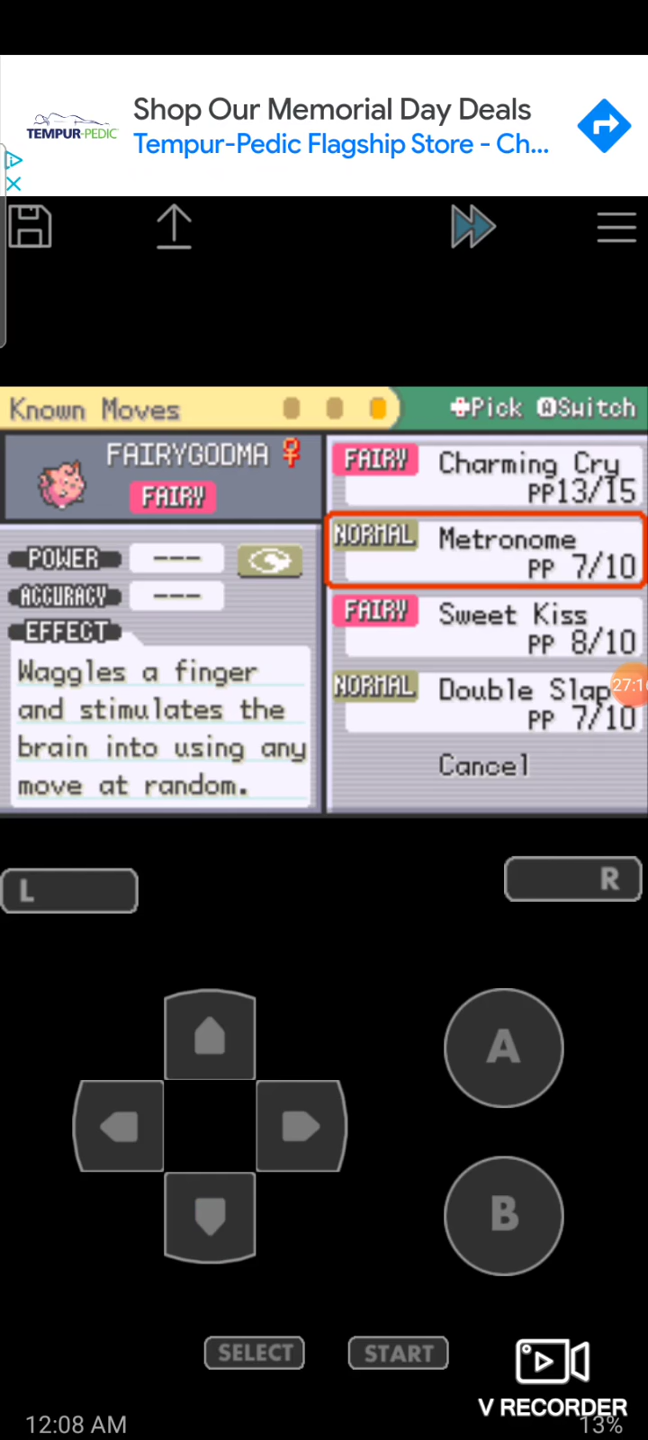 Shop Our Memorial Day Deals
TEMPUR-PEDIC
Tempur-Pedic Flagship Store - Ch...
Known Moves
Pick Switch
FAIRYGODMA♀
FAIRY
POWER ---
ACCURACY ---
EFFECT
Waggles a finger
and stimulates the
brain into using any
move at random.
FAIRY Charming Cry
PP13/15
NORMAL Metronome
PP 7/10
FAIRY Sweet Kiss
PP 8/10
NORMAL Double Slap
PP 7/10
Cancel
L
R
A
B
SELECT
START
V RECORDER
12:08 AM
13%